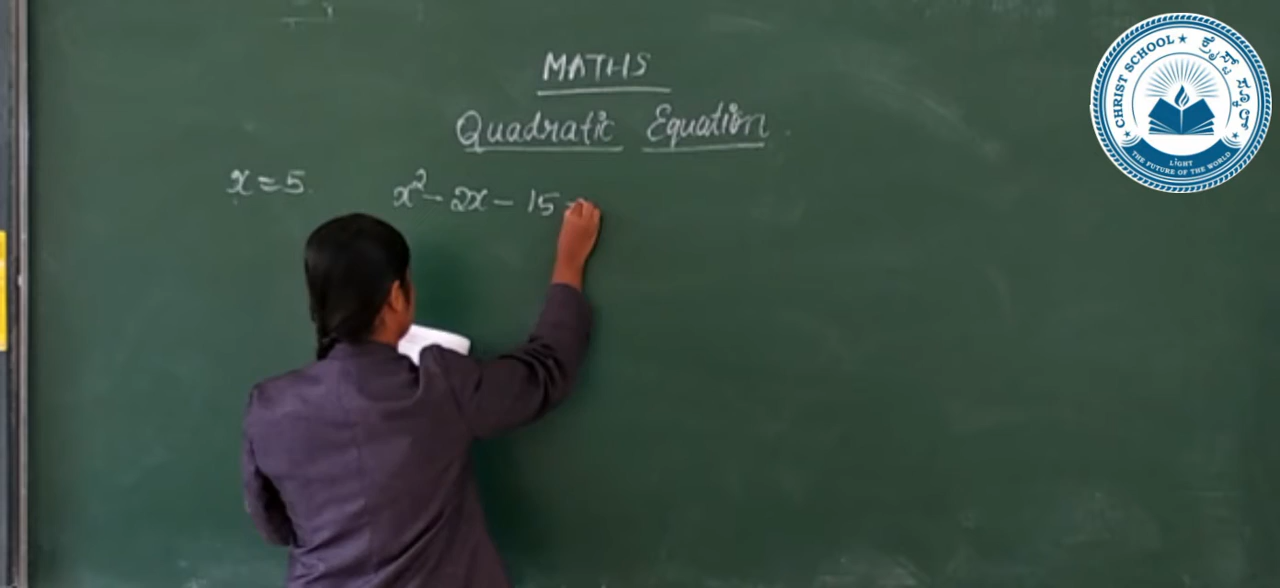 MATHS
Quadratic Equation.
x = 5.
x² - 2x - 15 =
CHRIST SCHOOL
ಕ್ರೈಸ್ಟ್ ಸ್ಕೂಲ್
LIGHT
THE FUTURE OF THE WORLD